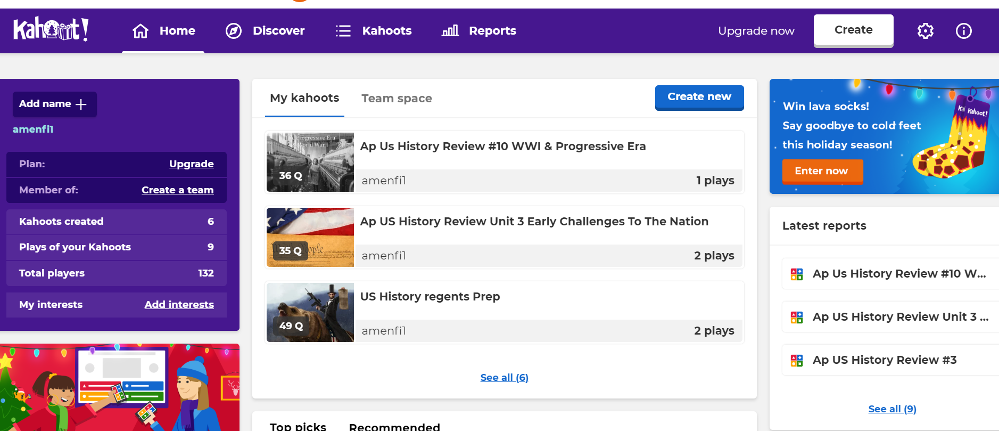 Kahoot!
Home
Discover
Kahoots
Reports
Upgrade now
Create
Add name
amenfi1
Plan:
Upgrade
Member of:
Create a team
Kahoots created
6
Plays of your Kahoots
9
Total players
132
My interests
Add interests
My kahoots
Team space
Create new
The Progressive Era
World War I
36 Q
Ap Us History Review #10 WWI & Progressive Era
amenfi1
1 plays
People
35 Q
Ap US History Review Unit 3 Early Challenges To The Nation
amenfi1
2 plays
49 Q
US History regents Prep
amenfi1
2 plays
See all (6)
Top picks
Recommended
Win lava socks!
Say goodbye to cold feet
this holiday season!
Enter now
Kahoot!
Latest reports
Ap Us History Review #10 W...
Ap US History Review Unit 3 ...
Ap US History Review #3
See all (9)